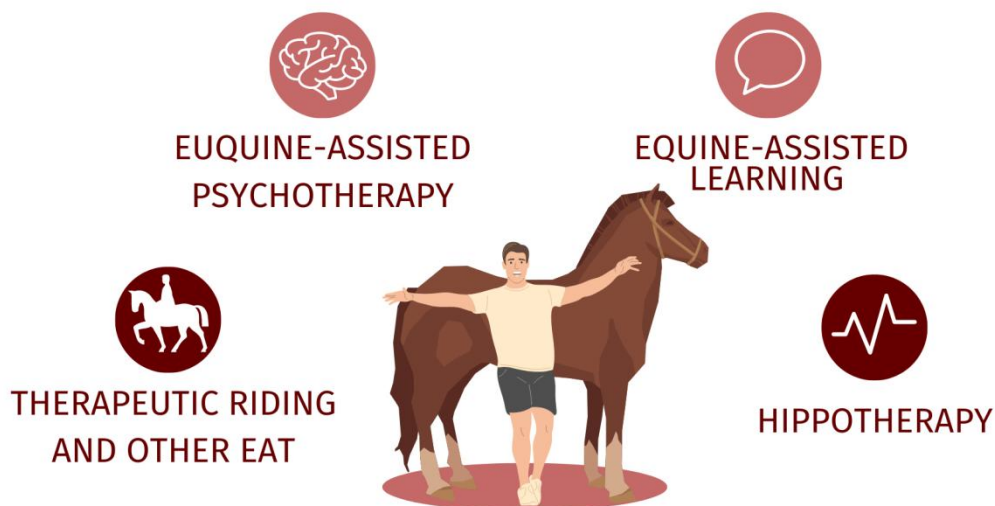 EUQUINE-ASSISTED
PSYCHOTHERAPY
EQUINE-ASSISTED
LEARNING
THERAPEUTIC RIDING
AND OTHER EAT
HIPPOTHERAPY